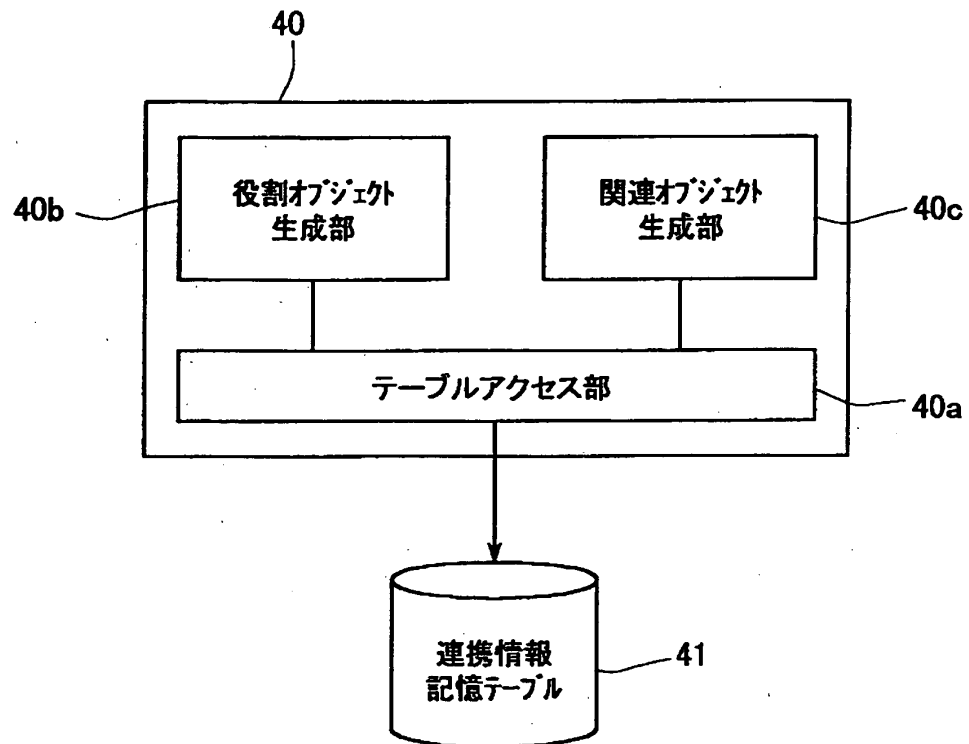 40
役割オブジェクト
生成部
40b
関連オブジェクト
生成部
40c
テーブルアクセス部
40a
連携情報
記憶テーブル
41